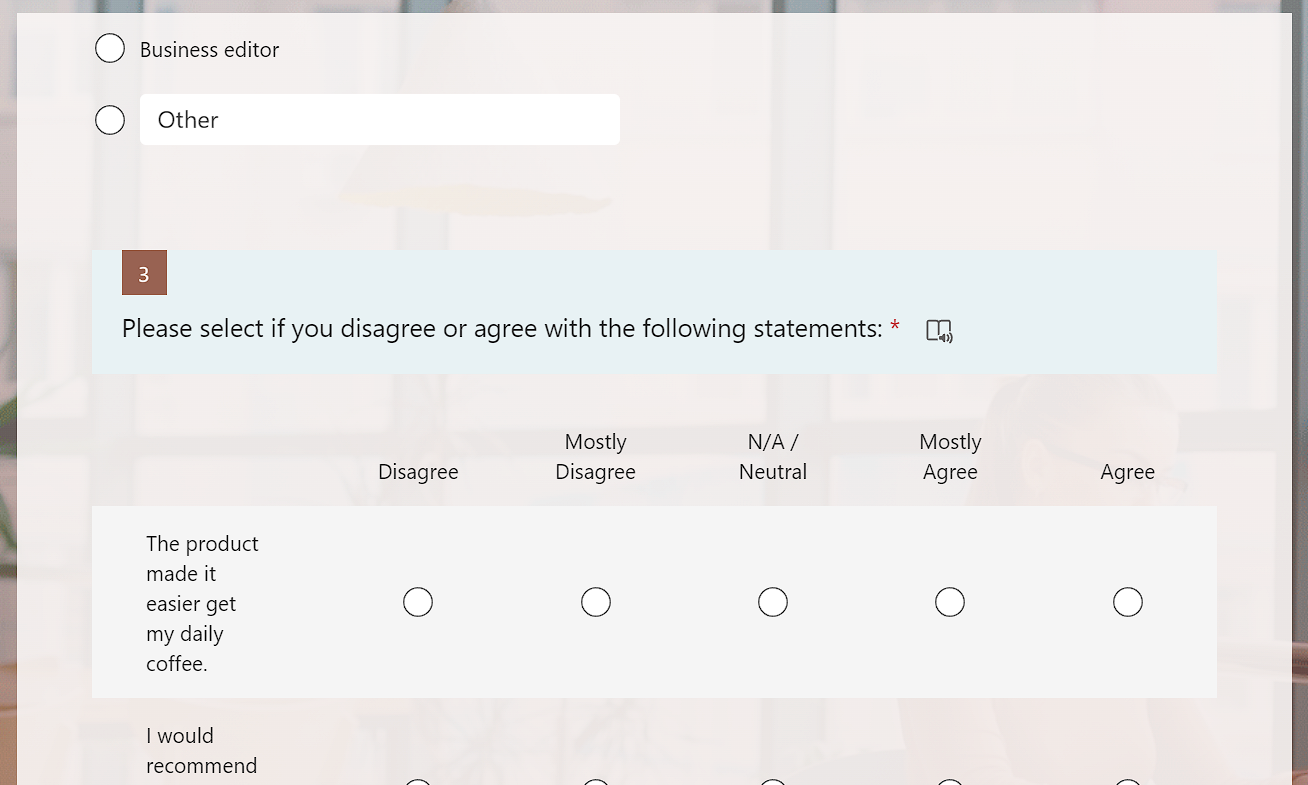 Business editor
Other
3
Please select if you disagree or agree with the following statements: *
Disagree
Mostly
Disagree
N/A /
Neutral
Mostly
Agree
Agree
The product
made it
easier get
my daily
coffee.
I would
recommend